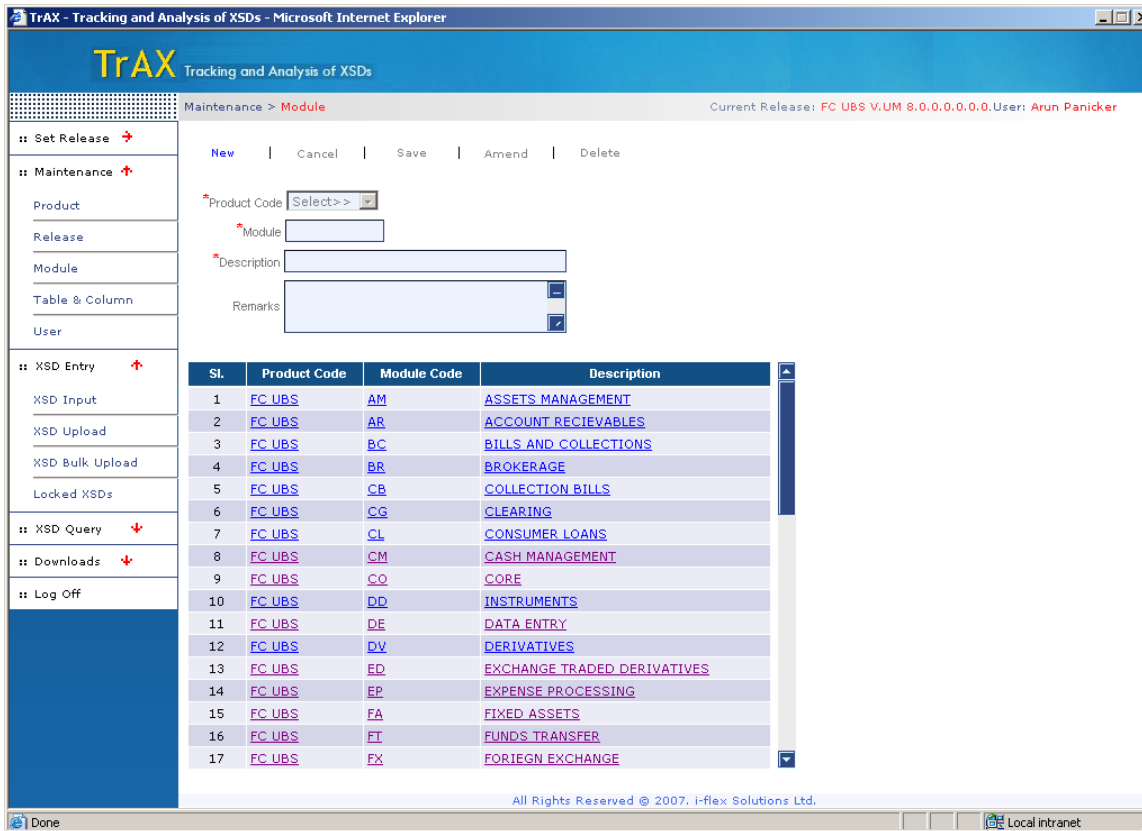 TrAX - Tracking and Analysis of XSDs - Microsoft Internet Explorer
TrAX Tracking and Analysis of XSDs
Maintenance > Module Current Release: FC UBS V.UM 8.0.0.0.0.0.0.User: Arun Panicker
:: Set Release
:: Maintenance
Product
Release
Module
Table & Column
User
:: XSD Entry
XSD Input
XSD Upload
XSD Bulk Upload
Locked XSDs
:: XSD Query
:: Downloads
:: Log Off
New | Cancel | Save | Amend | Delete
*Product Code Select>>
*Module
*Description
Remarks
Sl. Product Code Module Code Description
1 FC UBS AM ASSETS MANAGEMENT
2 FC UBS AR ACCOUNT RECIEVABLES
3 FC UBS BC BILLS AND COLLECTIONS
4 FC UBS BR BROKERAGE
5 FC UBS CB COLLECTION BILLS
6 FC UBS CG CLEARING
7 FC UBS CL CONSUMER LOANS
8 FC UBS CM CASH MANAGEMENT
9 FC UBS CO CORE
10 FC UBS DD INSTRUMENTS
11 FC UBS DE DATA ENTRY
12 FC UBS DV DERIVATIVES
13 FC UBS ED EXCHANGE TRADED DERIVATIVES
14 FC UBS EP EXPENSE PROCESSING
15 FC UBS FA FIXED ASSETS
16 FC UBS FT FUNDS TRANSFER
17 FC UBS FX FORIEGN EXCHANGE
All Rights Reserved @ 2007. i-flex Solutions Ltd.
Done Local intranet